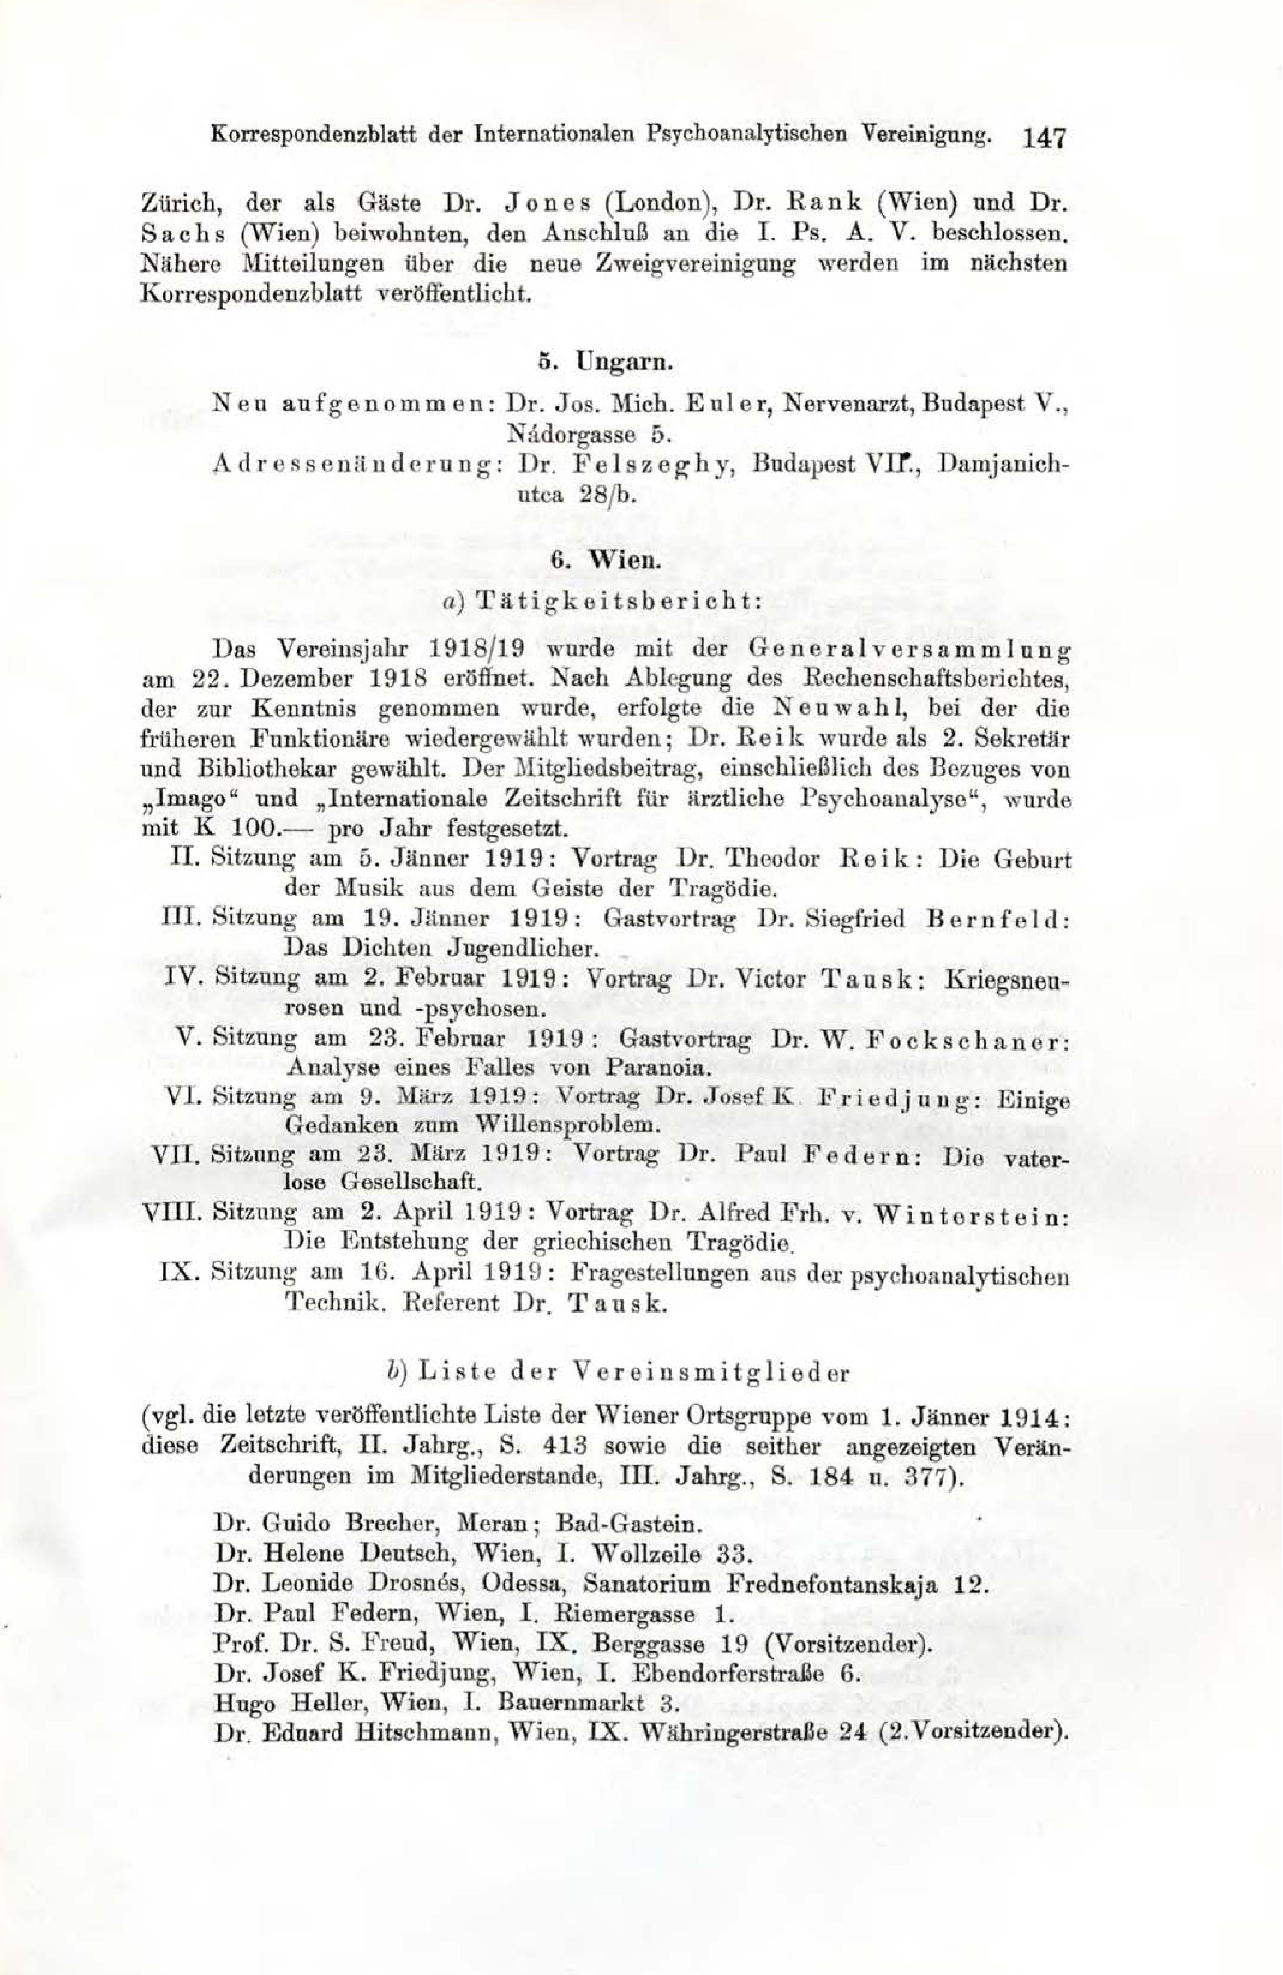 Korrespondenzblatt der Internationalen Psychoanalytischen Vereinigung. 147
Zürich, der als Gäste Dr. Jones (London), Dr. Rank (Wien) und Dr.
Sachs (Wien) beiwohnten, den Anschluß an die I. Ps. A. V. beschlossen.
Nähere Mitteilungen über die neue Zweigvereinigung werden im nächsten
Korrespondenzblatt veröffentlicht.
5. Ungarn.
Neu aufgenommen: Dr. Jos. Mich. Euler, Nervenarzt, Budapest V.,
Nádorgasse 5.
Adressenänderung: Dr. Felszeghy, Budapest VII., Damjanich-
utca 28/b.
6. Wien.
a) Tätigkeitsbericht:
Das Vereinsjahr 1918/19 wurde mit der Generalversammlung
am 22. Dezember 1918 eröffnet. Nach Ablegung des Rechenschaftsberichtes,
der zur Kenntnis genommen wurde, erfolgte die Neuwahl, bei der die
früheren Funktionäre wiedergewählt wurden; Dr. Reik wurde als 2. Sekretär
und Bibliothekar gewählt. Der Mitgliedsbeitrag, einschließlich des Bezuges von
„Imago“ und „Internationale Zeitschrift für ärztliche Psychoanalyse“, wurde
mit K 100.— pro Jahr festgesetzt.
II. Sitzung am 5. Jänner 1919: Vortrag Dr. Theodor Reik: Die Geburt
der Musik aus dem Geiste der Tragödie.
III. Sitzung am 19. Jänner 1919: Gastvortrag Dr. Siegfried Bernfeld:
Das Dichten Jugendlicher.
IV. Sitzung am 2. Februar 1919: Vortrag Dr. Victor Tausk: Kriegsneu-
rosen und -psychosen.
V. Sitzung am 23. Februar 1919: Gastvortrag Dr. W. Fockschaner:
Analyse eines Falles von Paranoia.
VI. Sitzung am 9. März 1919: Vortrag Dr. Josef K. Friedjung: Einige
Gedanken zum Willensproblem.
VII. Sitzung am 23. März 1919: Vortrag Dr. Paul Federn: Die vater-
lose Gesellschaft.
VIII. Sitzung am 2. April 1919: Vortrag Dr. Alfred Frh. v. Winterstein:
Die Entstehung der griechischen Tragödie.
IX. Sitzung am 16. April 1919: Fragestellungen aus der psychoanalytischen
Technik. Referent Dr. Tausk.
b) Liste der Vereinsmitglieder
(vgl. die letzte veröffentlichte Liste der Wiener Ortsgruppe vom 1. Jänner 1914:
diese Zeitschrift, II. Jahrg., S. 413 sowie die seither angezeigten Verän-
derungen im Mitgliederstande, III. Jahrg., S. 184 u. 377).
Dr. Guido Brecher, Meran; Bad-Gastein.
Dr. Helene Deutsch, Wien, I. Wollzeile 33.
Dr. Leonide Drosnés, Odessa, Sanatorium Frednefontanskaja 12.
Dr. Paul Federn, Wien, I. Riemergasse 1.
Prof. Dr. S. Freud, Wien, IX. Berggasse 19 (Vorsitzender).
Dr. Josef K. Friedjung, Wien, I. Ebendorferstraße 6.
Hugo Heller, Wien, I. Bauernmarkt 3.
Dr. Eduard Hitschmann, Wien, IX. Währingerstraße 24 (2. Vorsitzender).